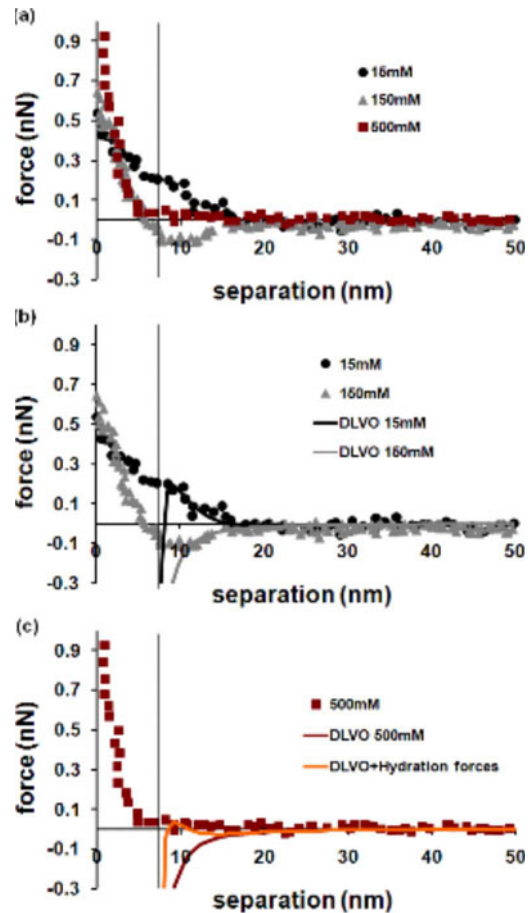 (a)
0.9
0.7
0.5
0.3
0.1
-0.1
-0.3
force (nN)
15mM
150mM
500mM
0 10 20 30 40 50
separation (nm)
(b)
0.9
0.7
0.5
0.3
0.1
-0.1
-0.3
force (nN)
15mM
150mM
DLVO 15mM
DLVO 150mM
0 10 20 30 40 50
separation (nm)
(c)
0.9
0.7
0.5
0.3
0.1
-0.1
-0.3
force (nN)
500mM
DLVO 500mM
DLVO+Hydration forces
0 10 20 30 40 50
separation (nm)